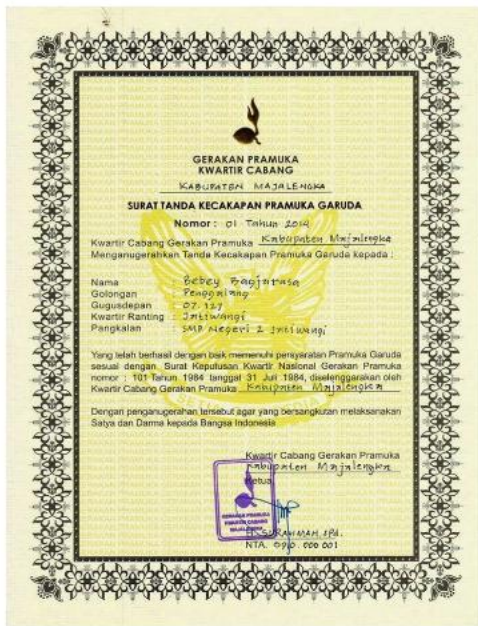 GERAKAN PRAMUKA
KWARTIR CABANG
KABUPATEN MAJALENGKA
SURAT TANDA KECAKAPAN PRAMUKA GARUDA
Nomor : 01 Tahun 2014
Kwartir Cabang Gerakan Pramuka Kabupaten Majalengka
Menganugerahkan Tanda Kecakapan Pramuka Garuda kepada :
Nama : Bebey
Golongan : Penggalang
Gugusdepan : 07.127
Kwartir Ranting : Jatiwangi
Pangkalan : SMP Negeri 2 Jatiwangi
Yang telah berhasil dengan baik memenuhi persyaratan Pramuka Garuda
sesuai dengan Surat Keputusan Kwartir Nasional Gerakan Pramuka
nomor : 101 Tahun 1984 tanggal 31 Juli 1984, diselenggarakan oleh
Kwartir Cabang Gerakan Pramuka Kabupaten Majalengka
Dengan penganugerahan tersebut agar yang bersangkutan melaksanakan
Satya dan Darma kepada Bangsa Indonesia
Kwartir Cabang Gerakan Pramuka
Kabupaten Majalengka
Ketua,
GERAKAN PRAMUKA
KWARTIR CABANG
MAJALENGKA
SURAHMAN, SPd.
NTA. 0910. 000 001